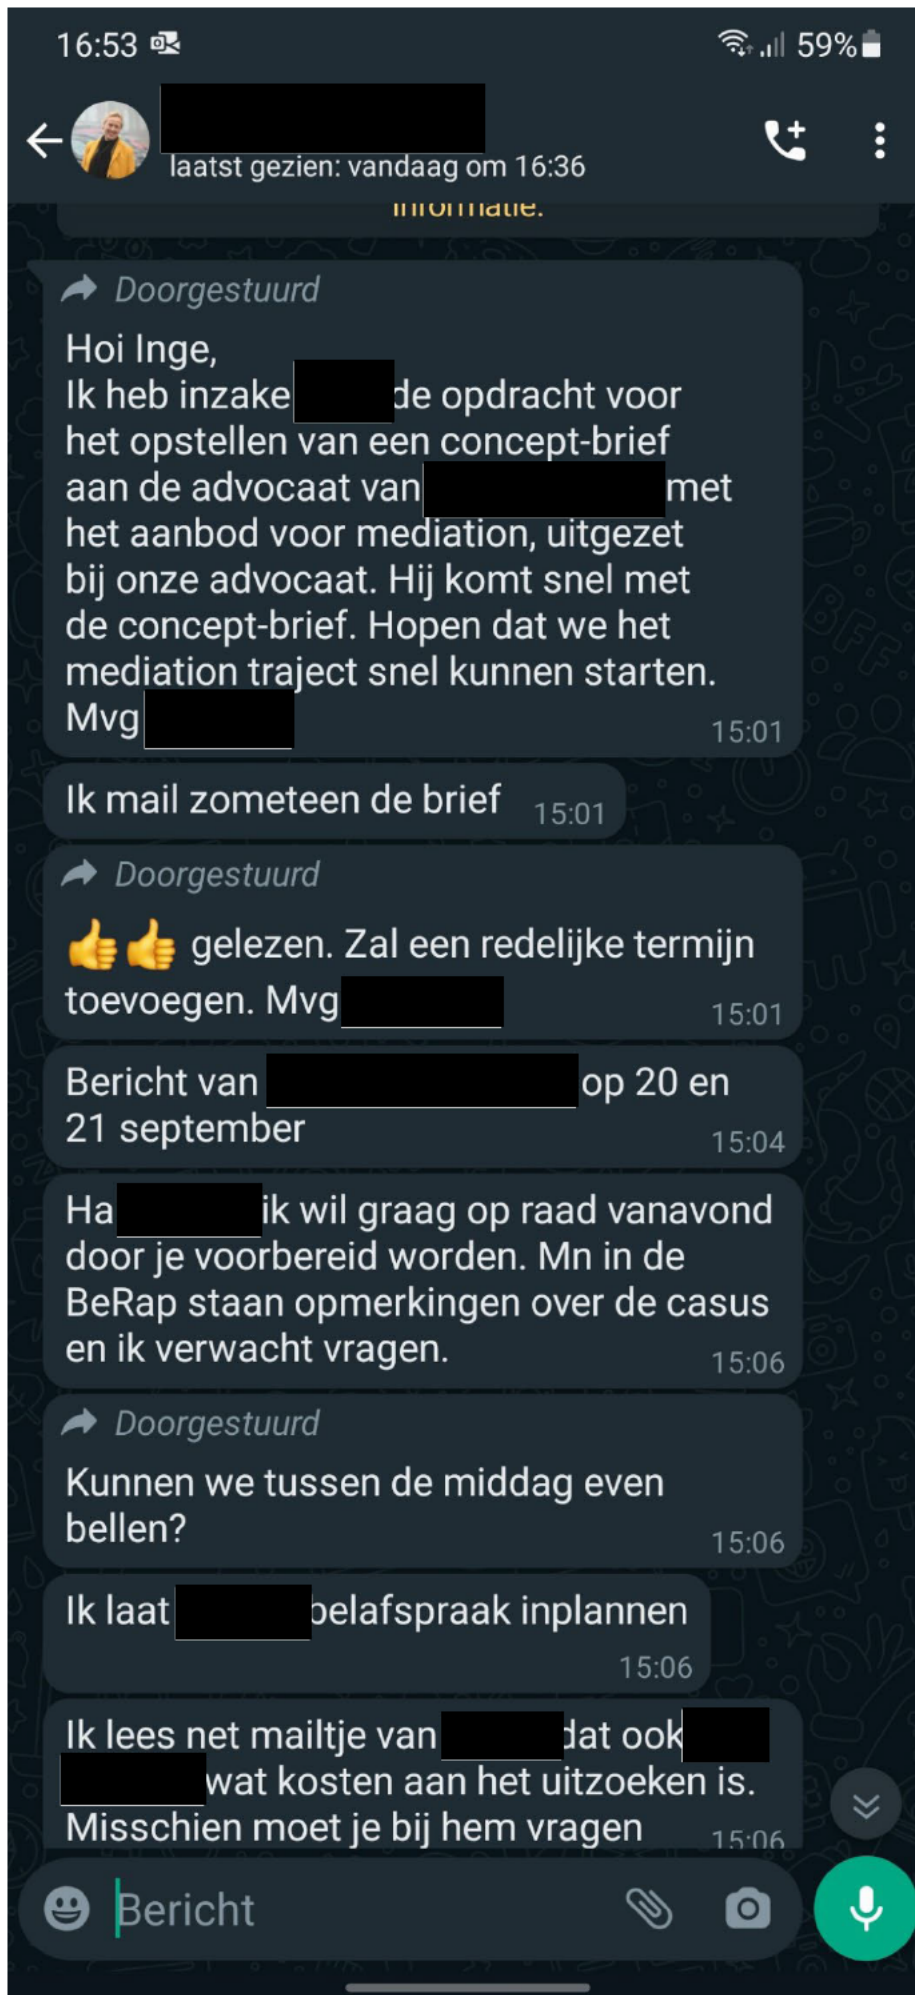 16:53
59%
laatst gezien: vandaag om 16:36
informatie.
Doorgestuurd
Hoi Inge,
Ik heb inzake de opdracht voor
het opstellen van een concept-brief
aan de advocaat van met
het aanbod voor mediation, uitgezet
bij onze advocaat. Hij komt snel met
de concept-brief. Hopen dat we het
mediation traject snel kunnen starten.
Mvg
15:01
Ik mail zometeen de brief 15:01
Doorgestuurd
👍👍 gelezen. Zal een redelijke termijn
toevoegen. Mvg
15:01
Bericht van op 20 en
21 september
15:04
Ha ik wil graag op raad vanavond
door je voorbereid worden. Mn in de
BeRap staan opmerkingen over de casus
en ik verwacht vragen.
15:06
Doorgestuurd
Kunnen we tussen de middag even
bellen?
15:06
Ik laat belafspraak inplannen
15:06
Ik lees net mailtje van dat ook
wat kosten aan het uitzoeken is.
Misschien moet je bij hem vragen
15:06
Bericht